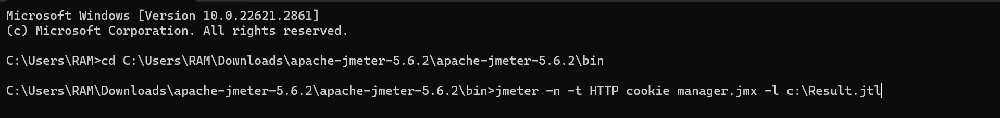 Microsoft Windows [Version 10.0.22621.2861]
(c) Microsoft Corporation. All rights reserved.
C:\Users\RAM>cd C:\Users\RAM\Downloads\apache-jmeter-5.6.2\apache-jmeter-5.6.2\bin
C:\Users\RAM\Downloads\apache-jmeter-5.6.2\apache-jmeter-5.6.2\bin>jmeter -n -t HTTP cookie manager.jmx -l c:\Result.jtl